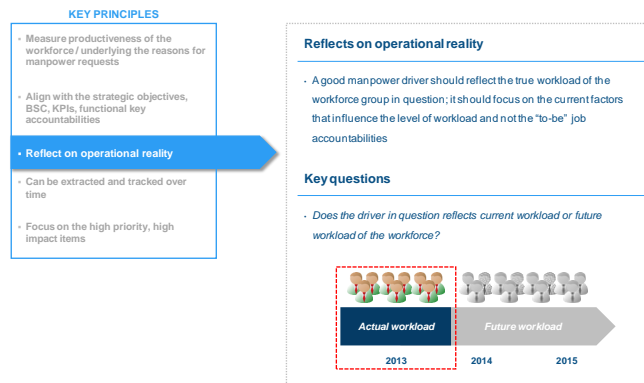 KEY PRINCIPLES
• Measure productiveness of the
workforce / underlying the reasons for
manpower requests
• Align with the strategic objectives,
BSC, KPIs, functional key
accountabilities
• Reflect on operational reality
• Can be extracted and tracked over
time
• Focus on the high priority, high
impact items
Reflects on operational reality
• A good manpower driver should reflect the true workload of the
workforce group in question; it should focus on the current factors
that influence the level of workload and not the “to-be” job
accountabilities
Key questions
• Does the driver in question reflects current workload or future
workload of the workforce?
Actual workload
Future workload
2013
2014
2015